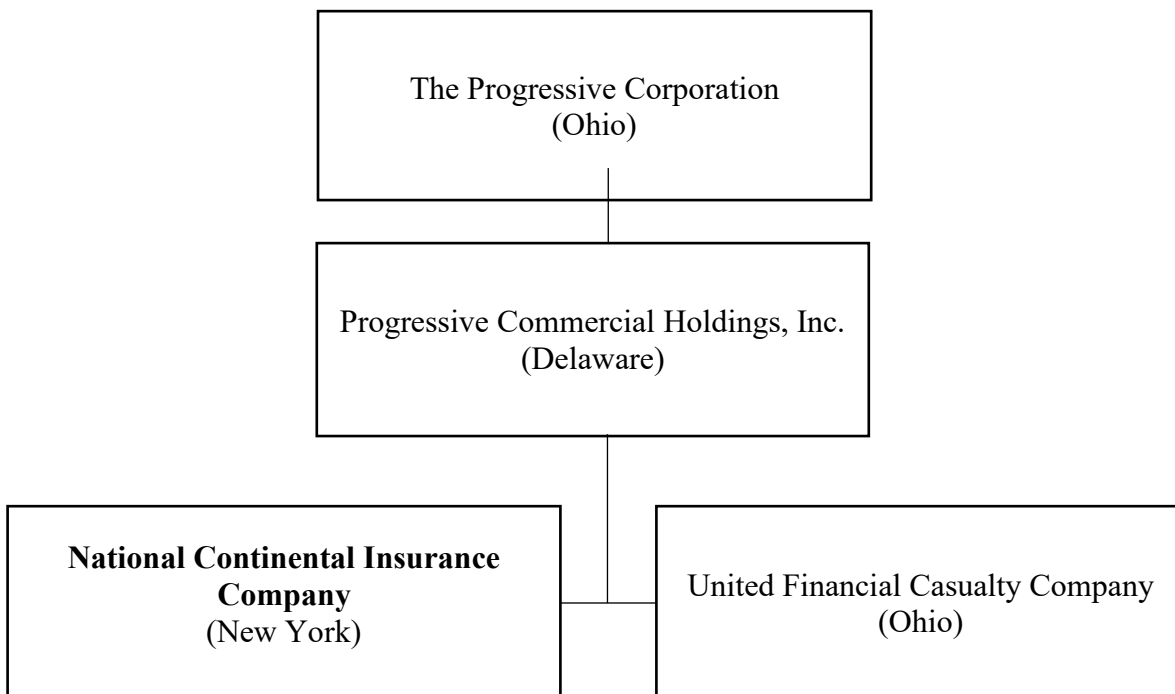 The Progressive Corporation
(Ohio)
Progressive Commercial Holdings, Inc.
(Delaware)
National Continental Insurance
Company
(New York)
United Financial Casualty Company
(Ohio)